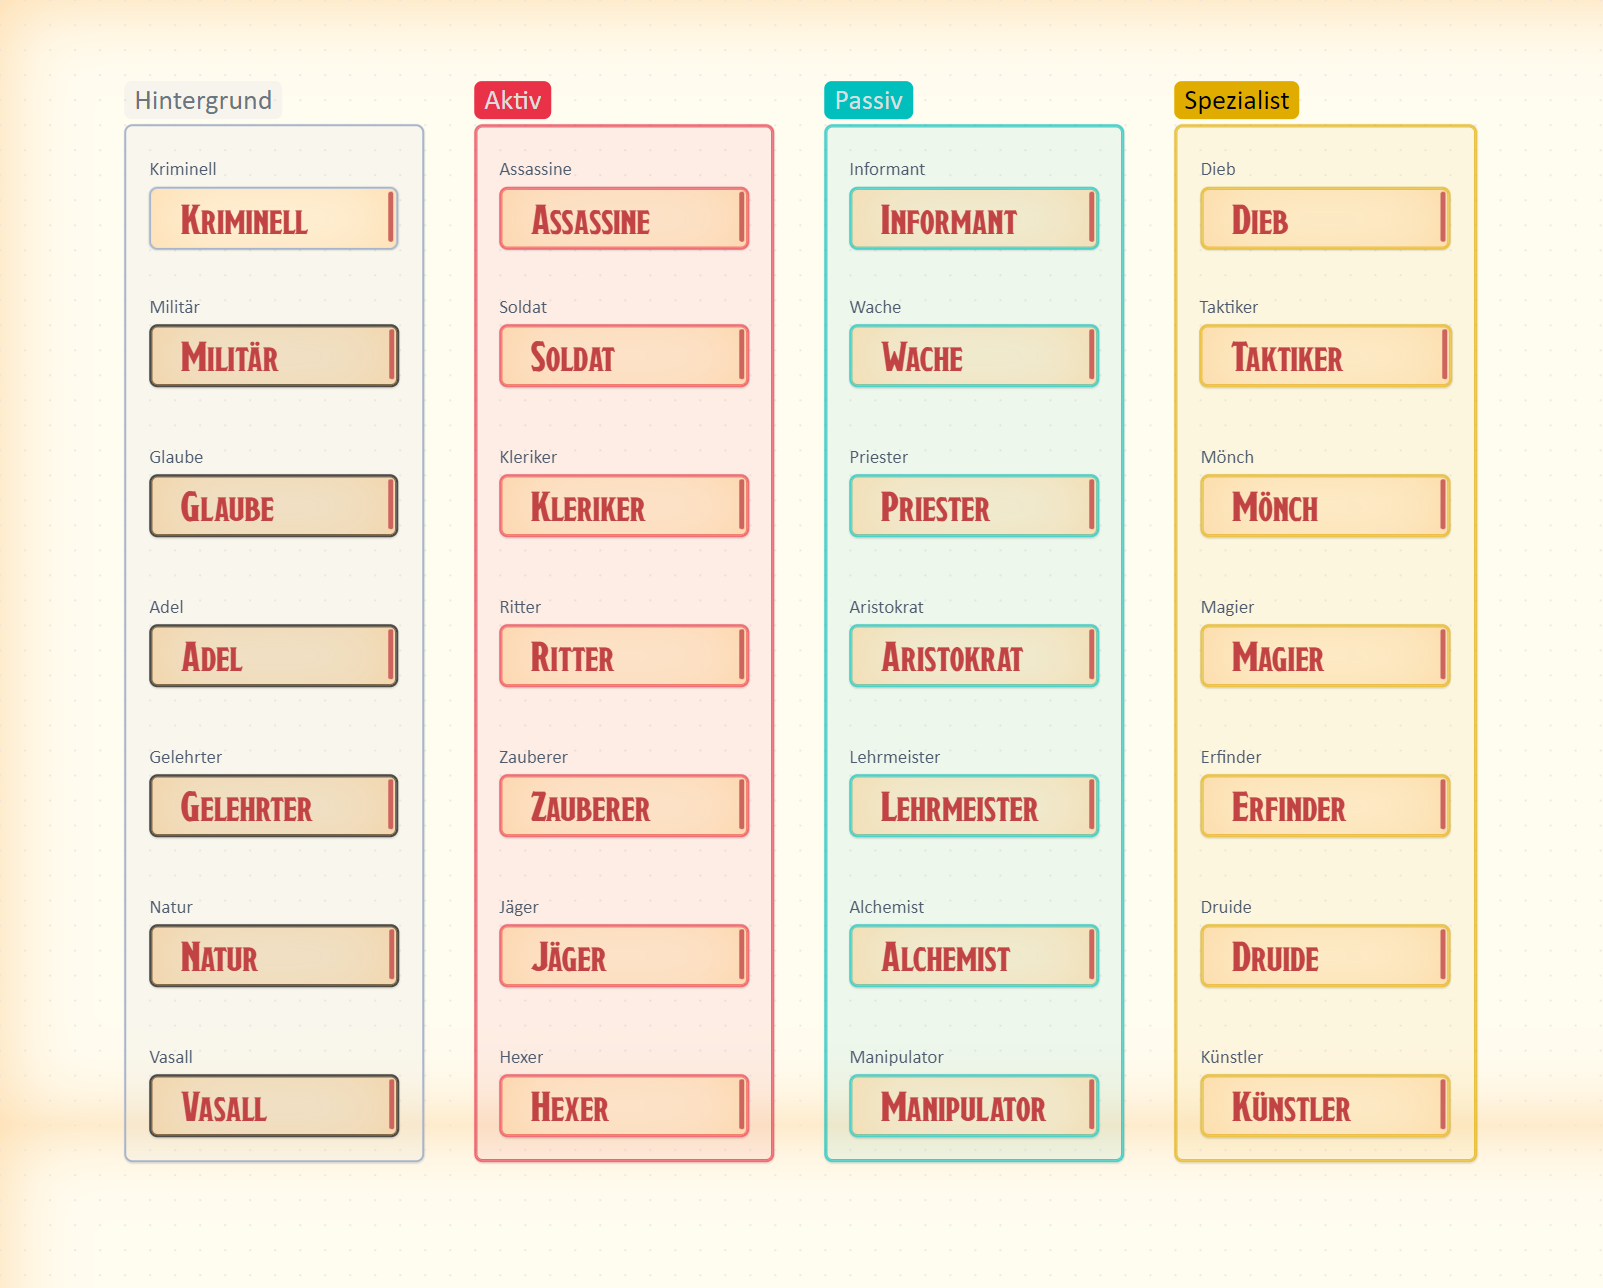 Hintergrund
Kriminell
KRIMINELL
Militär
MILITÄR
Glaube
GLAUBE
Adel
ADEL
Gelehrter
GELEHRTER
Natur
NATUR
Vasall
VASALL
Aktiv
Assassine
ASSASSINE
Soldat
SOLDAT
Kleriker
KLERIKER
Ritter
RITTER
Zauberer
ZAUBERER
Jäger
JÄGER
Hexer
HEXER
Passiv
Informant
INFORMANT
Wache
WACHE
Priester
PRIESTER
Aristokrat
ARISTOKRAT
Lehrmeister
LEHRMEISTER
Alchemist
ALCHEMIST
Manipulator
MANIPULATOR
Spezialist
Dieb
DIEB
Taktiker
TAKTIKER
Mönch
MÖNCH
Magier
MAGIER
Erfinder
ERFINDER
Druide
DRUIDE
Künstler
KÜNSTLER